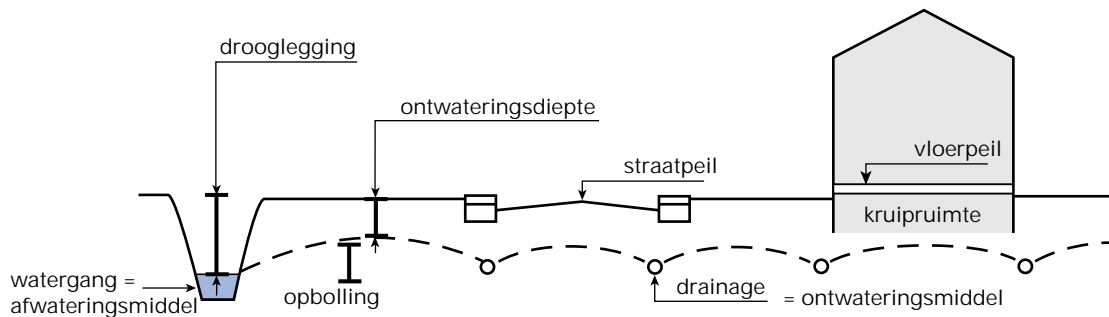 drooglegging
ontwateringsdiepte
straatpeil
vloerpeil
kruipruimte
watergang =
afwateringsmiddel
opbolling
drainage = ontwateringsmiddel